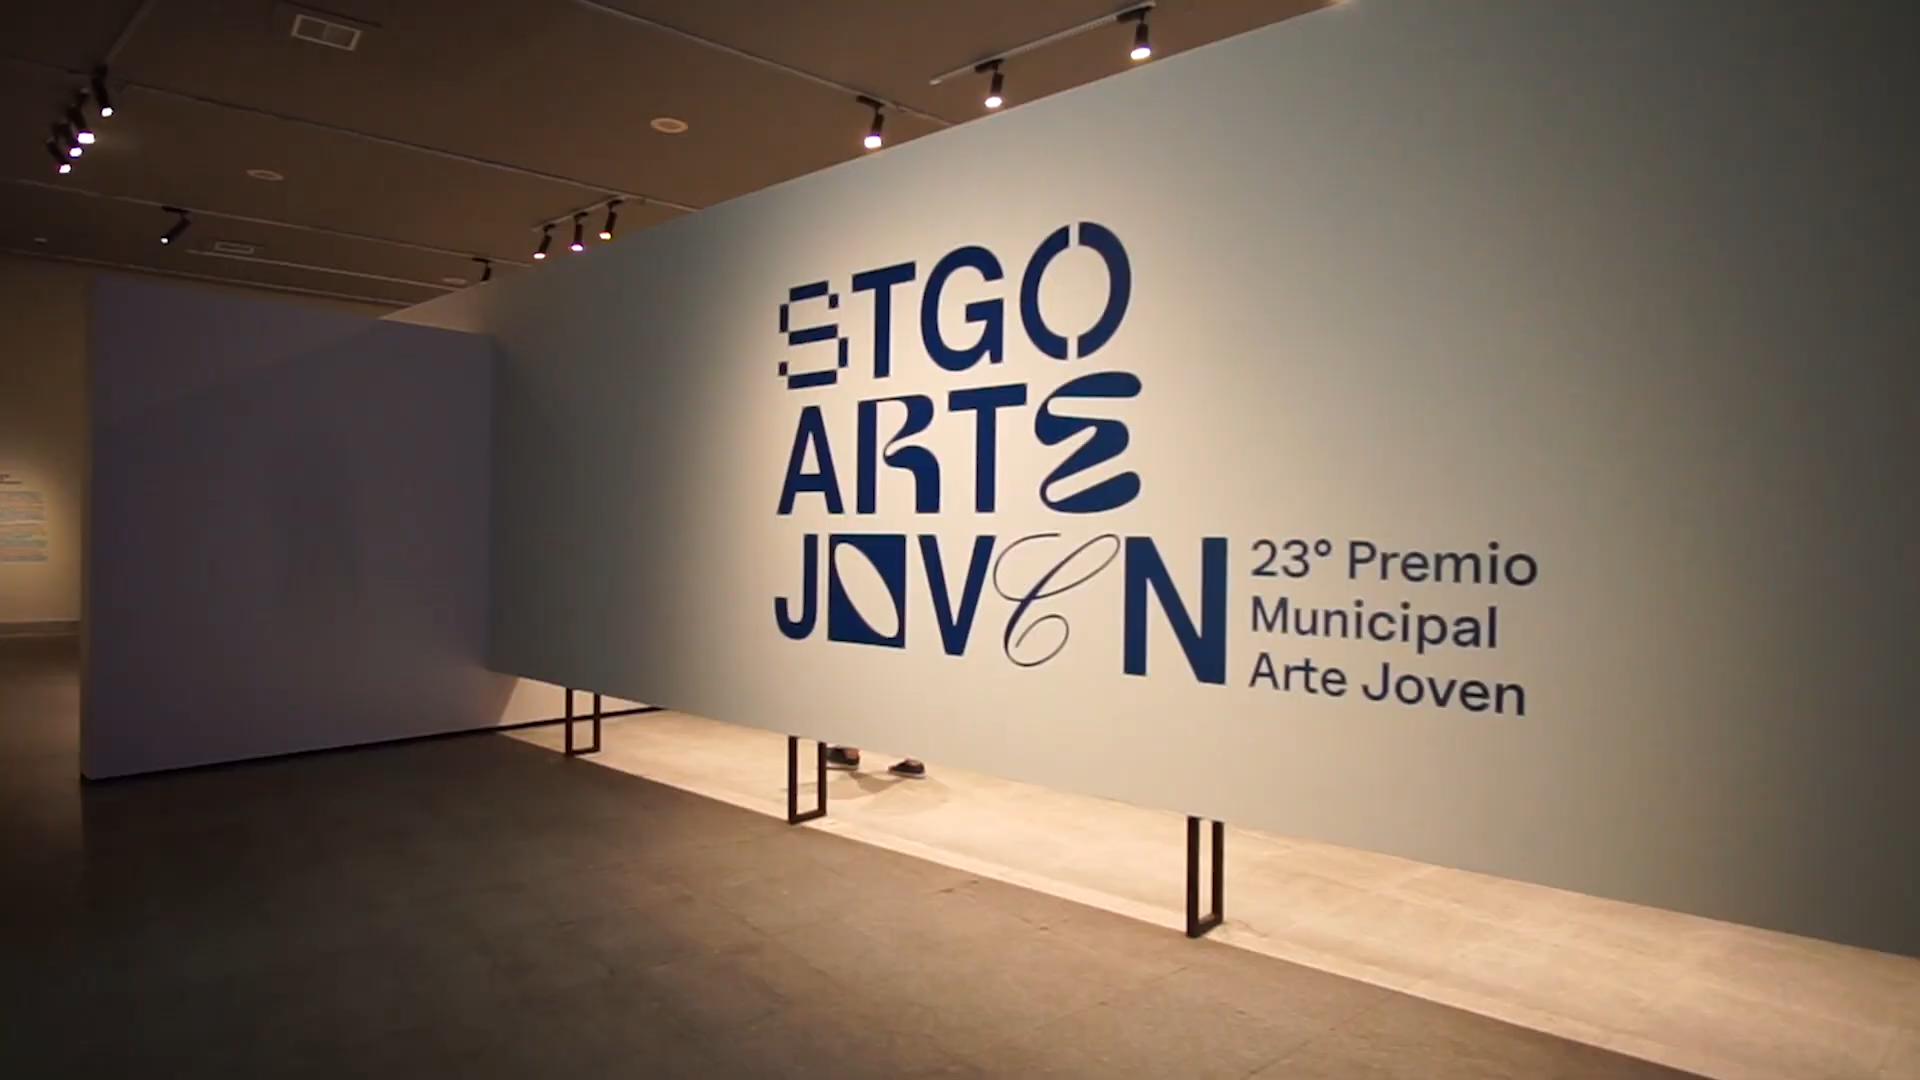 STGO
ARTE
JOVEN
23° Premio
Municipal
Arte Joven